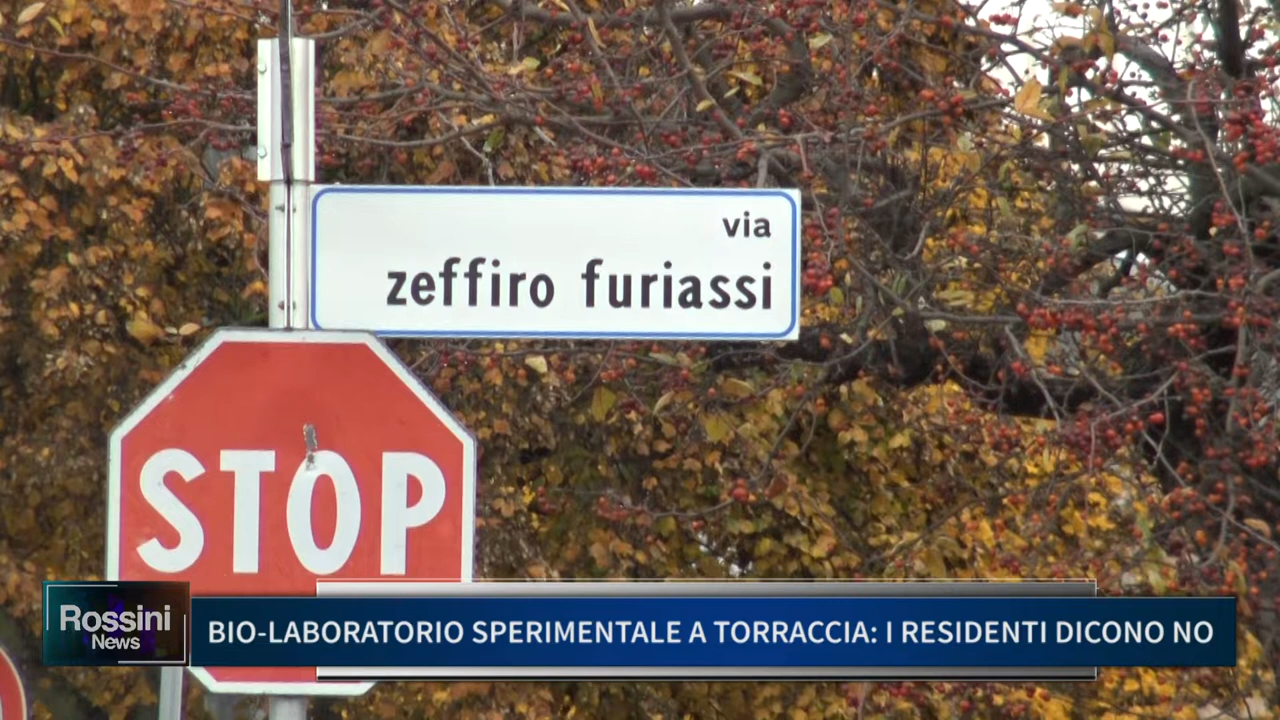 via
zeffiro furiassi
STOP
Rossini
News
BIO-LABORATORIO SPERIMENTALE A TORRACCIA: I RESIDENTI DICONO NO